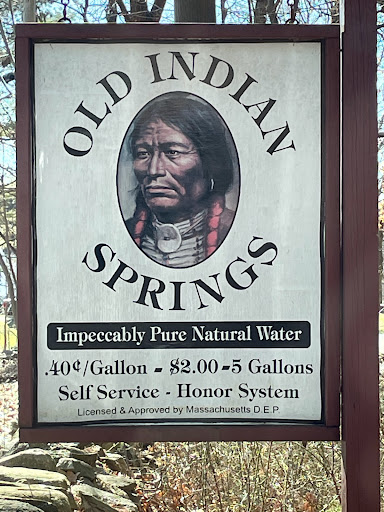 OLD INDIAN
SPRINGS
Impeccably Pure Natural Water
.40¢/Gallon - $2.00-5 Gallons
Self Service - Honor System
Licensed & Approved by Massachusetts D.E.P.